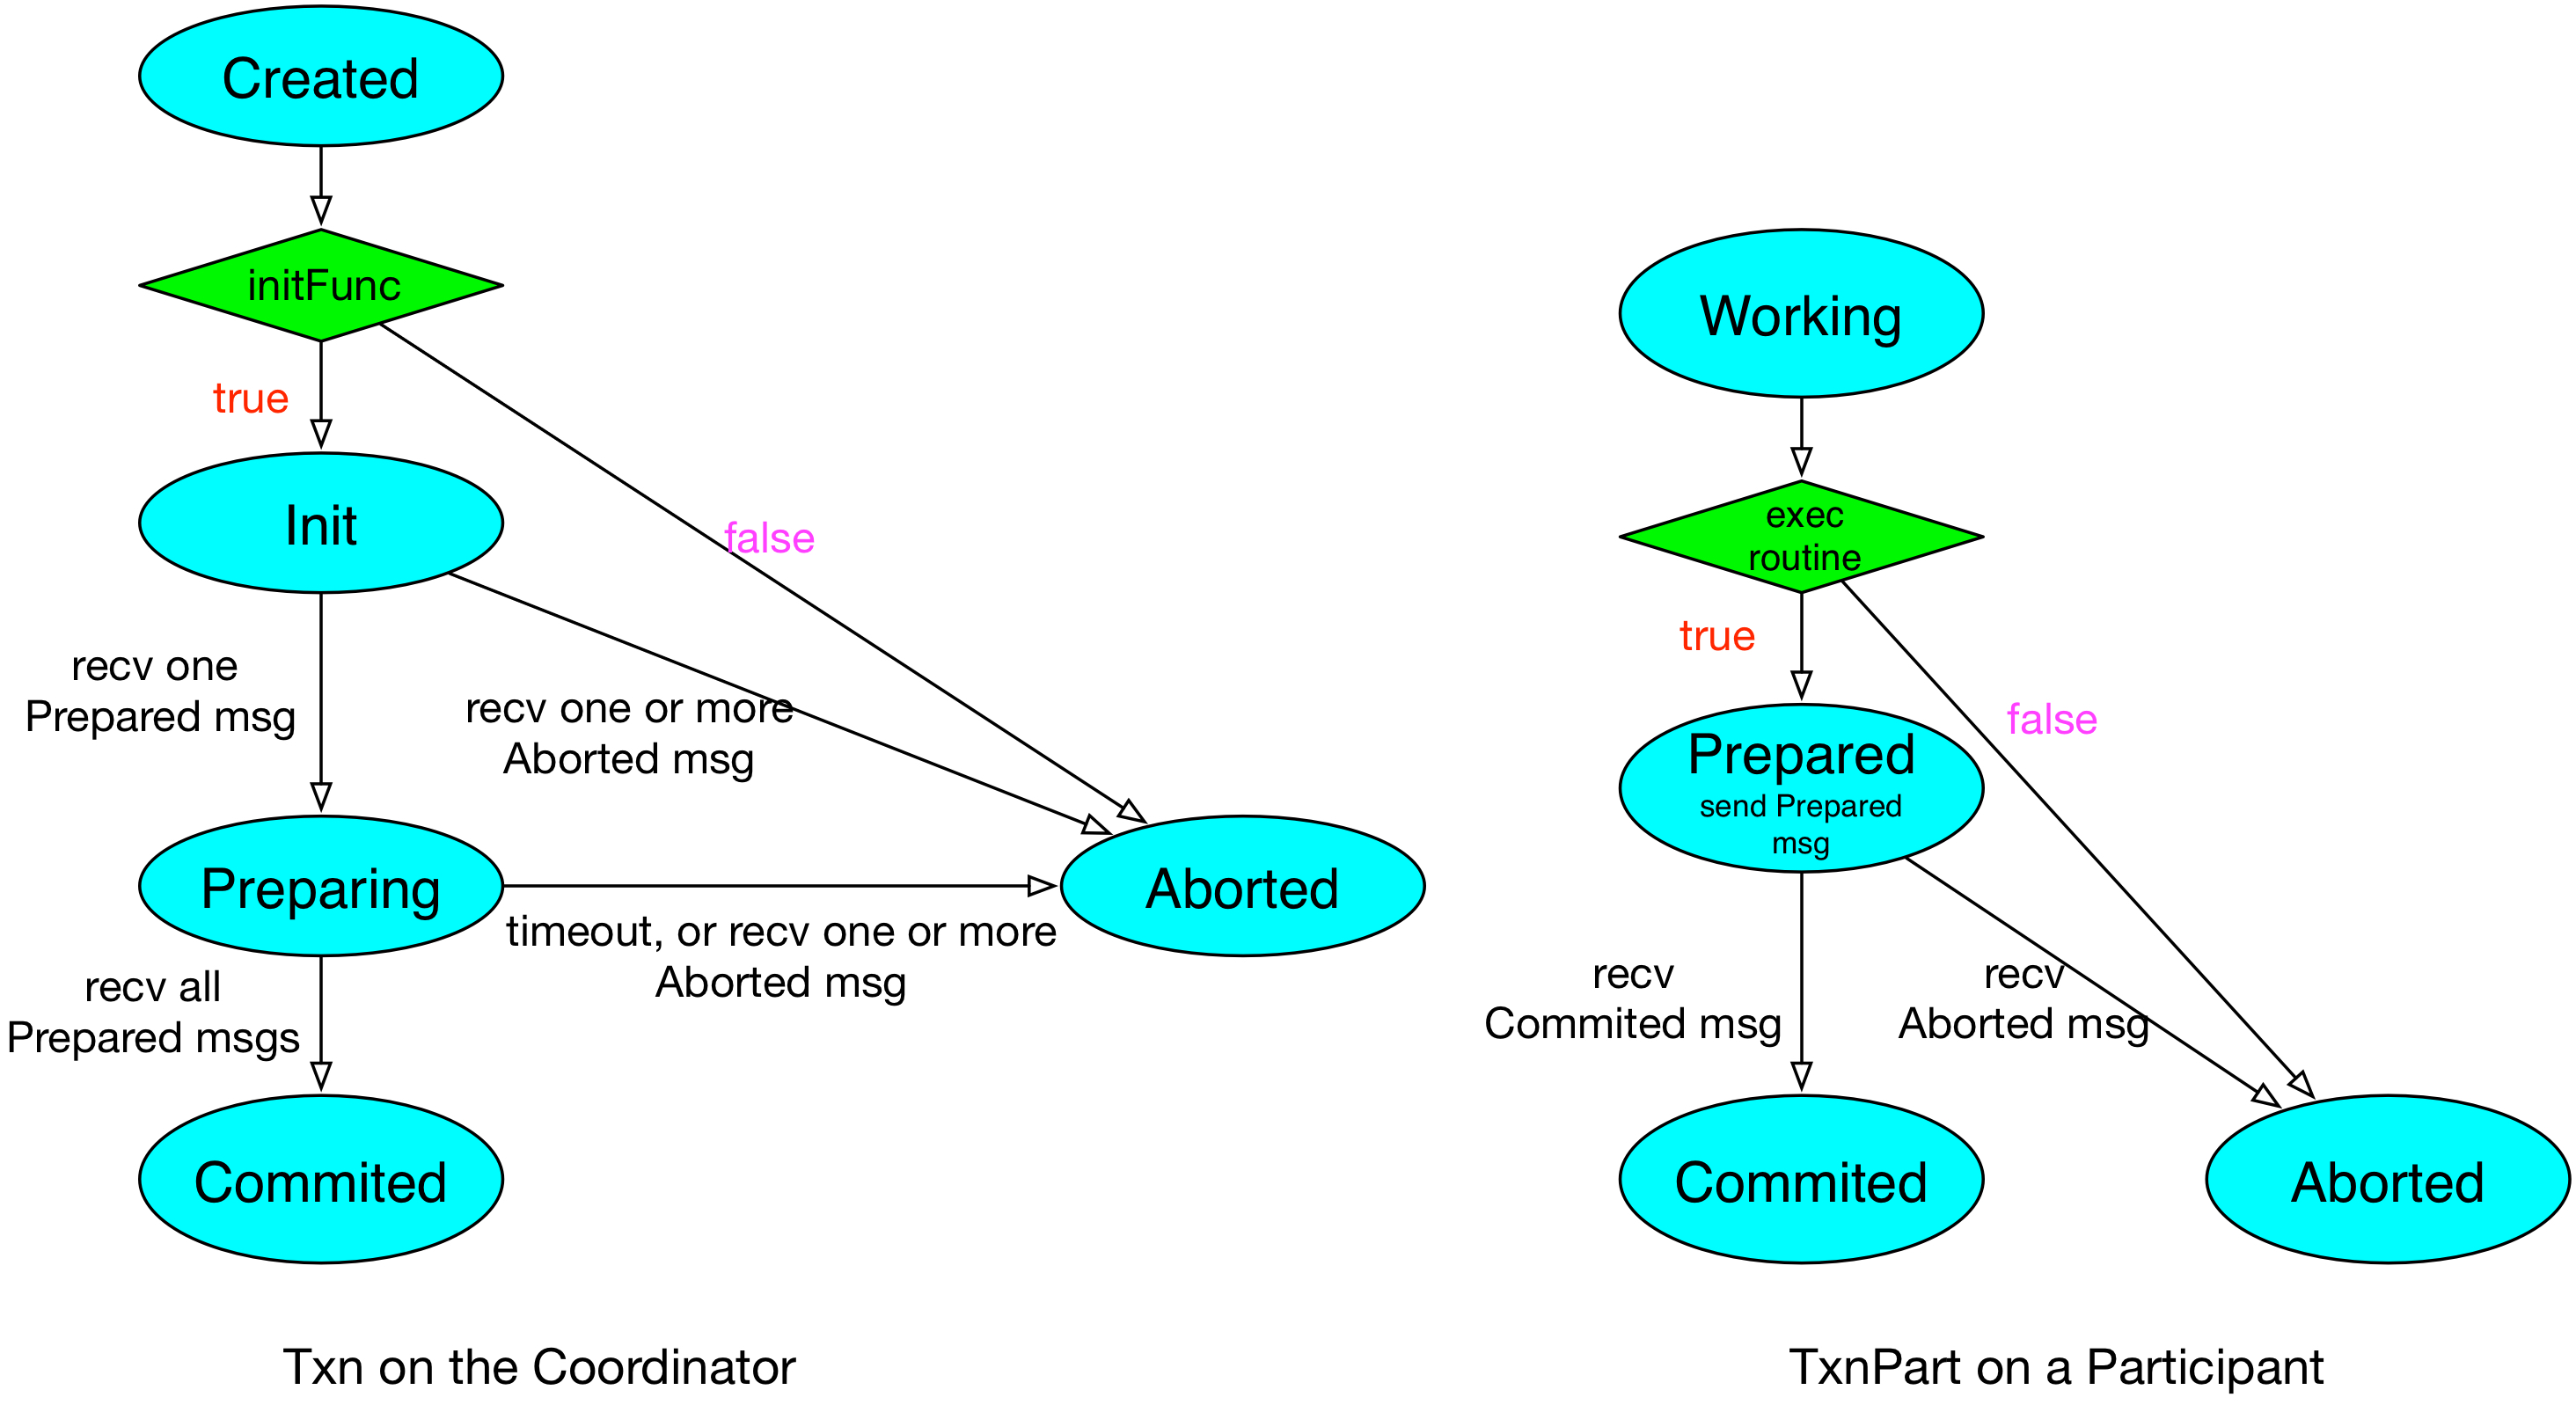 Created
initFunc
true
false
Init
recv one
Prepared msg
recv one or more
Aborted msg
Preparing
Aborted
timeout, or recv one or more
Aborted msg
recv all
Prepared msgs
Commited
Txn on the Coordinator
Working
exec
routine
true
false
Prepared
send Prepared
msg
recv
Commited msg
recv
Aborted msg
Commited
Aborted
TxnPart on a Participant